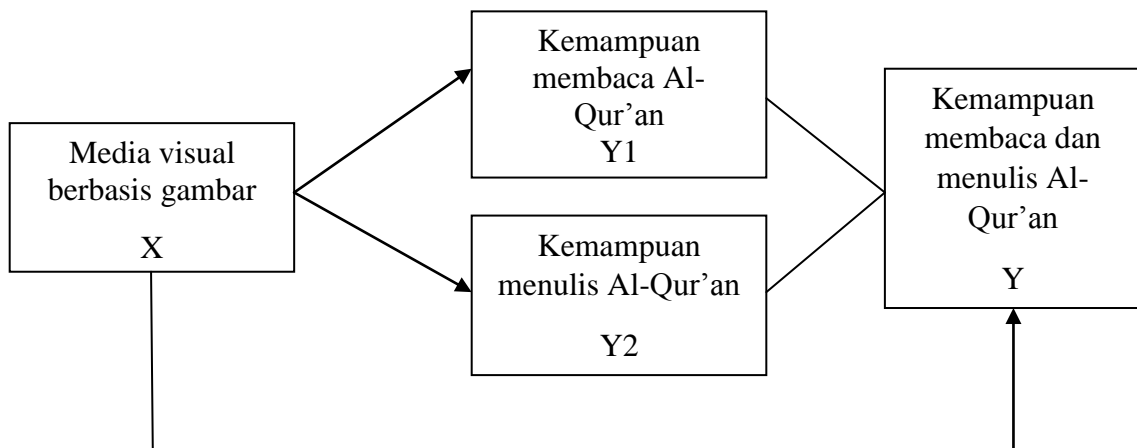 Media visual
berbasis gambar
X
Kemampuan
membaca Al-
Qur’an
Y1
Kemampuan
menulis Al-Qur’an
Y2
Kemampuan
membaca dan
menulis Al-
Qur’an
Y